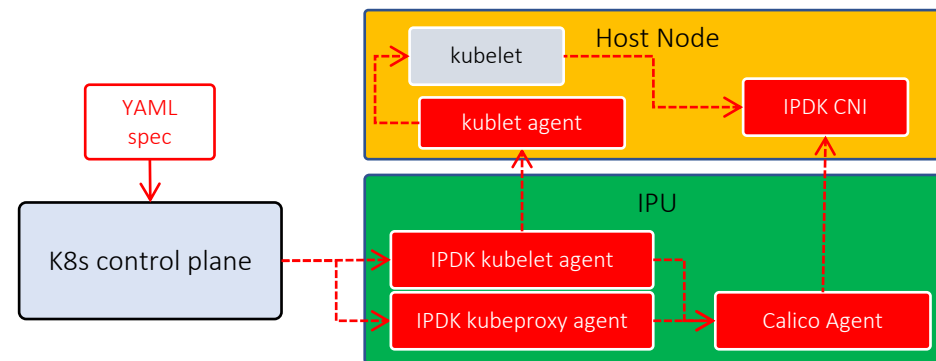 Host Node
kubelet
YAML
spec
kublet agent
IPDK CNI
IPU
K8s control plane
IPDK kubelet agent
IPDK kubeproxy agent
Calico Agent